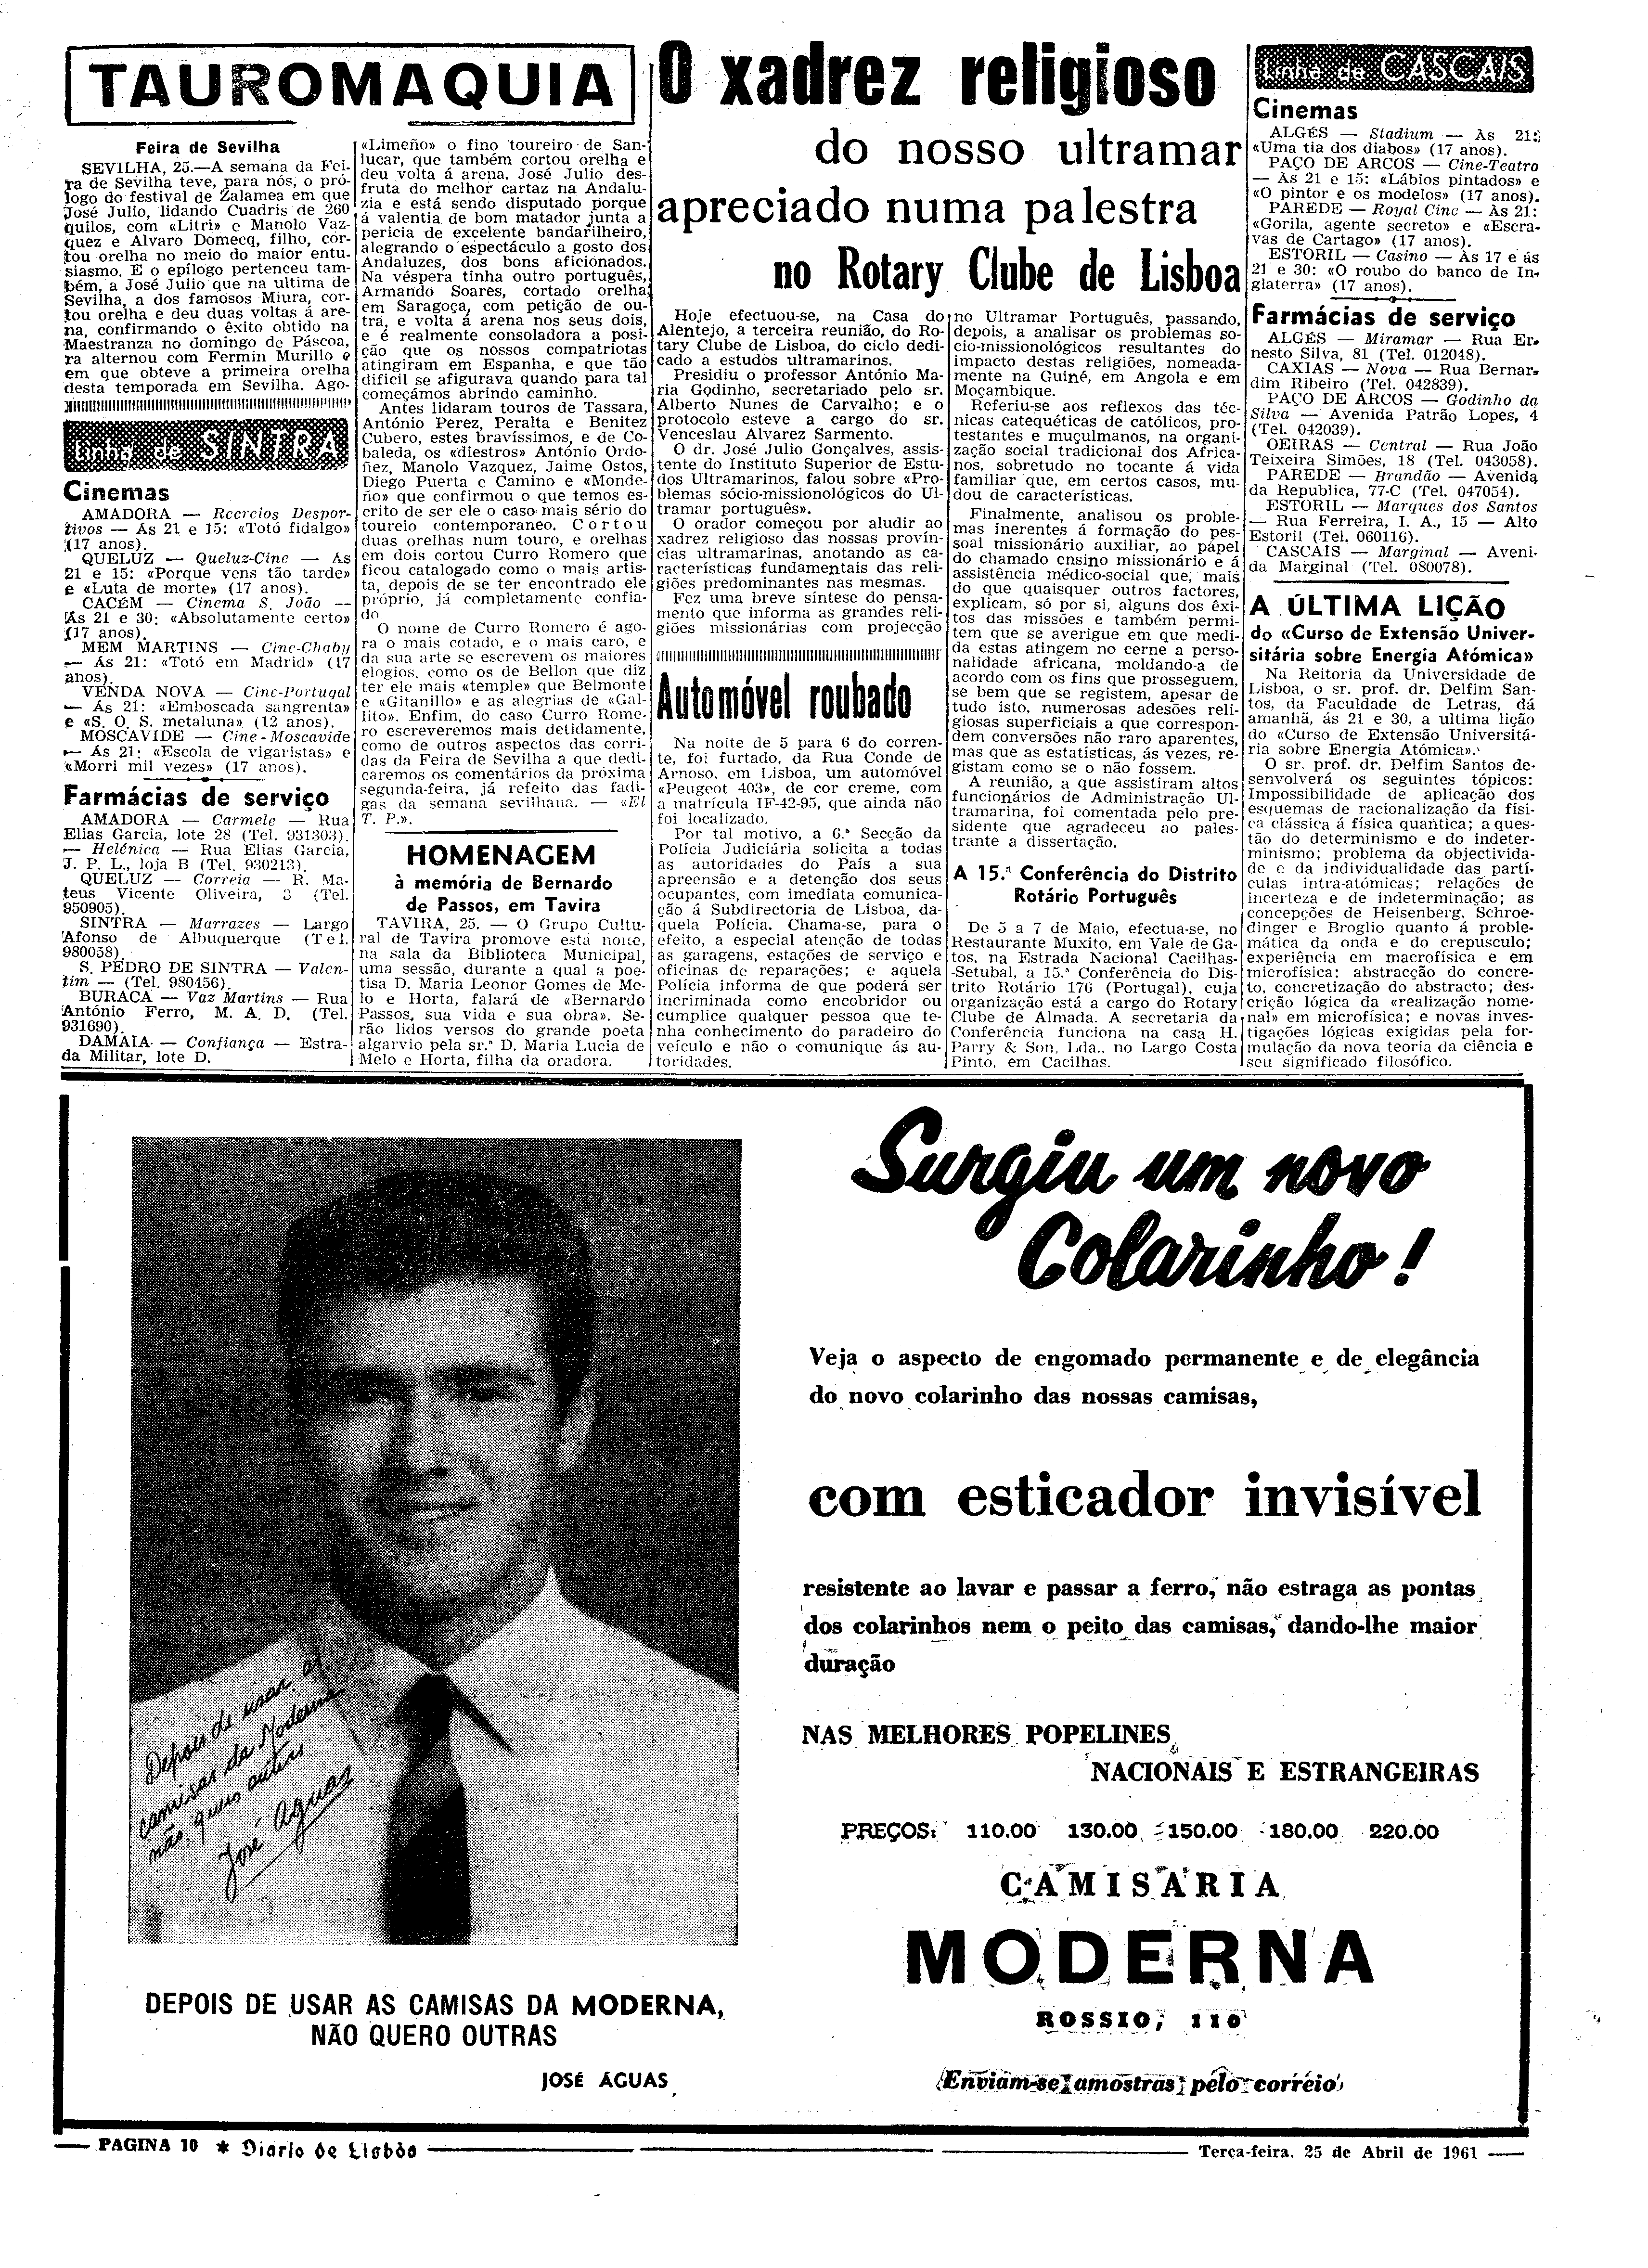 TAUROMAQUIA
Feira de Sevilha
SEVILHA, 25.—A semana da Fei-
ra de Sevilha teve, para nós, o pró-
logo do festival de Zalamea em que
José Julio, lidando Cuadris de 260
quilos, com «Litri» e Manolo Vaz-
quez e Alvaro Domecq, filho, cor-
tou orelha no meio do maior entu-
siasmo. E o epílogo pertenceu tam-
bém, a José Julio que na ultima de
Sevilha, a dos famosos Miura, cor-
tou orelha e deu duas voltas á are-
na, confirmando o êxito obtido na
Maestranza no domingo de Páscoa,
ra alternou com Fermin Murillo e
em que obteve a primeira orelha
desta temporada em Sevilha. Ago-
Linha de SINTRA
Cinemas
AMADORA — Recreios Despor-
tivos — Ás 21 e 15: «Totó fidalgo»
(17 anos).
QUELUZ — Queluz-Cine — As
21 e 15: «Porque vens tão tarde»
e «Luta de morte» (17 anos).
CACÉM — Cinema S. João —
Ás 21 e 30: «Absolutamente certo»
(17 anos).
MEM MARTINS — Cine-Chaby
— Ás 21: «Totó em Madrid» (17
anos).
VENDA NOVA — Cine-Portugal
— Ás 21: «Emboscada sangrenta»
e «S. O. S. metaluna» (12 anos).
MOSCAVIDE — Cine-Moscavide
— Ás 21: «Escola de vigaristas» e
«Morri mil vezes» (17 anos).
Farmácias de serviço
AMADORA — Carmele — Rua
Elias Garcia, lote 28 (Tel. 931303).
— Helénica — Rua Elias Garcia,
J. P. L., loja B (Tel. 930213).
QUELUZ — Correia — R. Ma-
teus Vicente Oliveira, 3 (Tel.
950905).
SINTRA — Marrazes — Largo
Afonso de Albuquerque (Tel.
980058).
S. PEDRO DE SINTRA — Valen-
tim — (Tel. 980456).
BURACA — Vaz Martins — Rua
António Ferro, M. A. D. (Tel.
931690).
DAMAIA — Confiança — Estra-
da Militar, lote D.
«Limeño» o fino toureiro de San-
lucar, que também cortou orelha e
deu volta á arena. José Julio des-
fruta do melhor cartaz na Andalu-
zia e está sendo disputado porque
á valentia de bom matador junta a
pericia de excelente bandarilheiro,
alegrando o espectáculo a gosto dos
Andaluzes, dos bons aficionados.
Na véspera tinha outro português,
Armando Soares, cortado orelha
em Saragoça, com petição de ou-
tra, e volta á arena nos seus dois,
e é realmente consoladora a posi-
ção que os nossos compatriotas
atingiram em Espanha, e que tão
dificil se afigurava quando para tal
começámos abrindo caminho.
Antes lidaram touros de Tassara,
António Perez, Peralta e Benitez
Cubero, estes bravíssimos, e de Co-
baleda, os «diestros» António Ordo-
ñez, Manolo Vazquez, Jaime Ostos,
Diego Puerta e Camino e «Monde-
ño» que confirmou o que temos es-
crito de ser ele o caso mais sério do
toureio contemporaneo. Cortou
duas orelhas num touro, e orelhas
em dois cortou Curro Romero que
ficou catalogado como o mais artis-
ta, depois de se ter encontrado ele
próprio, já completamente confia-
do.
O nome de Curro Romero é ago-
ra o mais cotado, e o mais caro, e
da sua arte se escrevem os maiores
elogios, como os de Bellon que diz
ter ele mais «temple» que Belmonte
e «Gitanillo» e as alegrias de «Gal-
lito». Enfim, do caso Curro Rome-
ro escreveremos mais detidamente,
como de outros aspectos das corri-
das da Feira de Sevilha a que dedi-
caremos os comentários da próxima
segunda-feira, já refeito das fadi-
gas da semana sevilhana. — «El
T. P.».
HOMENAGEM
à memória de Bernardo
de Passos, em Tavira
TAVIRA, 25. — O Grupo Cultu-
ral de Tavira promove esta noite,
na sala da Biblioteca Municipal,
uma sessão, durante a qual a poe-
tisa D. Maria Leonor Gomes de Me-
lo e Horta, falará de «Bernardo
Passos, sua vida e sua obra». Se-
rão lidos versos do grande poeta
algarvio pela sr.ª D. Maria Lucia de
Melo e Horta, filha da oradora.
O xadrez religioso
do nosso ultramar
apreciado numa palestra
no Rotary Clube de Lisboa
Hoje efectuou-se, na Casa do
Alentejo, a terceira reunião, do Ro-
tary Clube de Lisboa, do ciclo dedi-
cado a estudos ultramarinos.
Presidiu o professor António Ma-
ria Godinho, secretariado pelo sr.
Alberto Nunes de Carvalho; e o
protocolo esteve a cargo do sr.
Venceslau Alvarez Sarmento.
O dr. José Julio Gonçalves, assis-
tente do Instituto Superior de Estu-
dos Ultramarinos, falou sobre «Pro-
blemas sócio-missionológicos do Ul-
tramar português».
O orador começou por aludir ao
xadrez religioso das nossas provín-
cias ultramarinas, anotando as ca-
racterísticas fundamentais das reli-
giões predominantes nas mesmas.
Fez uma breve síntese do pensa-
mento que informa as grandes reli-
giões missionárias com projecção
Automóvel roubado
Na noite de 5 para 6 do corren-
te, foi furtado, da Rua Conde de
Arnoso, em Lisboa, um automóvel
«Peugeot 403», de cor creme, com
a matrícula IF-42-95, que ainda não
foi localizado.
Por tal motivo, a 6.ª Secção da
Polícia Judiciária solicita a todas
as autoridades do País a sua
apreensão e a detenção dos seus
ocupantes, com imediata comunica-
ção á Subdirectoria de Lisboa, da-
quela Polícia. Chama-se, para o
efeito, a especial atenção de todas
as garagens, estações de serviço e
oficinas de reparações; e aquela
Polícia informa de que poderá ser
incriminada como encobridor ou
cumplice qualquer pessoa que te-
nha conhecimento do paradeiro do
veículo e não o comunique ás au-
toridades.
no Ultramar Português, passando,
depois, a analisar os problemas so-
cio-missionológicos resultantes do
impacto destas religiões, nomeada-
mente na Guiné, em Angola e em
Moçambique.
Referiu-se aos reflexos das téc-
nicas catequéticas de católicos, pro-
testantes e muçulmanos, na organi-
zação social tradicional dos Africa-
nos, sobretudo no tocante á vida
familiar que, em certos casos, mu-
dou de características.
Finalmente, analisou os proble-
mas inerentes á formação do pes-
soal missionário auxiliar, ao papel
do chamado ensino missionário e á
assistência médico-social que, mais
do que quaisquer outros factores,
explicam, só por si, alguns dos êxi-
tos das missões e também permi-
tem que se averigue em que medi-
da estas atingem no cerne a perso-
nalidade africana, moldando-a de
acordo com os fins que prosseguem,
se bem que se registem, apesar de
tudo isto, numerosas adesões reli-
giosas superficiais a que correspon-
dem conversões não raro aparentes,
mas que as estatísticas, ás vezes, re-
gistam como se o não fossem.
A reunião, a que assistiram altos
funcionários de Administração Ul-
tramarina, foi comentada pelo pre-
sidente que agradeceu ao pales-
trante a dissertação.
A 15.ª Conferência do Distrito
Rotário Português
De 5 a 7 de Maio, efectua-se, no
Restaurante Muxito, em Vale de Ga-
tos, na Estrada Nacional Cacilhas-
-Setubal, a 15.ª Conferência do Dis-
trito Rotário 176 (Portugal), cuja
organização está a cargo do Rotary
Clube de Almada. A secretaria da
Conferência funciona na casa H.
Parry & Son, Lda., no Largo Costa
Pinto, em Cacilhas.
Linha de CASCAIS
Cinemas
ALGÉS — Stadium — Às 21:
«Uma tia dos diabos» (17 anos).
PAÇO DE ARCOS — Cine-Teatro
— Às 21 e 15: «Lábios pintados» e
«O pintor e os modelos» (17 anos).
PAREDE — Royal Cine — Às 21:
«Gorila, agente secreto» e «Escra-
vas de Cartago» (17 anos).
ESTORIL — Casino — Às 17 e ás
21 e 30: «O roubo do banco de In-
glaterra» (17 anos).
Farmácias de serviço
ALGÉS — Miramar — Rua Er-
nesto Silva, 81 (Tel. 012048).
CAXIAS — Nova — Rua Bernar-
dim Ribeiro (Tel. 042839).
PAÇO DE ARCOS — Godinho da
Silva — Avenida Patrão Lopes, 4
(Tel. 042039).
OEIRAS — Central — Rua João
Teixeira Simões, 18 (Tel. 043058).
PAREDE — Brandão — Avenida
da Republica, 77-C (Tel. 047054).
ESTORIL — Marques dos Santos
— Rua Ferreira, I. A., 15 — Alto
Estoril (Tel. 060116).
CASCAIS — Marginal — Aveni-
da Marginal (Tel. 080078).
A ÚLTIMA LIÇÃO
do «Curso de Extensão Univer-
sitária sobre Energia Atómica»
Na Reitoria da Universidade de
Lisboa, o sr. prof. dr. Delfim San-
tos, da Faculdade de Letras, dá
amanhã, ás 21 e 30, a ultima lição
do «Curso de Extensão Universitá-
ria sobre Energia Atómica».
O sr. prof. dr. Delfim Santos de-
senvolverá os seguintes tópicos:
Impossibilidade de aplicação dos
esquemas de racionalização da físi-
ca clássica á física quantica; a ques-
tão do determinismo e do indeter-
minismo; problema da objectivida-
de e da individualidade das partí-
culas intra-atómicas; relações de
incerteza e de indeterminação; as
concepções de Heisenberg, Schroe-
dinger e Broglio quanto á proble-
mática da onda e do crepusculo;
experiência em macrofísica e em
microfísica: abstracção do concre-
to, concretização do abstracto; des-
crição lógica da «realização nome-
nal» em microfísica; e novas inves-
tigações lógicas exigidas pela for-
mulação da nova teoria da ciência e
seu significado filosófico.
Depois de usar as
camisas da Moderna
não quero outras
José Aguas
DEPOIS DE USAR AS CAMISAS DA MODERNA,
NÃO QUERO OUTRAS
JOSÉ ÁGUAS
Surgiu um novo
Colarinho!
Veja o aspecto de engomado permanente e de elegância
do novo colarinho das nossas camisas,
com esticador invisível
resistente ao lavar e passar a ferro, não estraga as pontas
dos colarinhos nem o peito das camisas, dando-lhe maior
duração
NAS MELHORES POPELINES
NACIONAIS E ESTRANGEIRAS
PREÇOS: 110.00 130.00 150.00 180.00 220.00
CAMISARIA
MODERNA
ROSSIO, 110
Enviam-se amostras pelo correio
PAGINA 10 * Diario de Lisbôa
Terça-feira, 25 de Abril de 1961